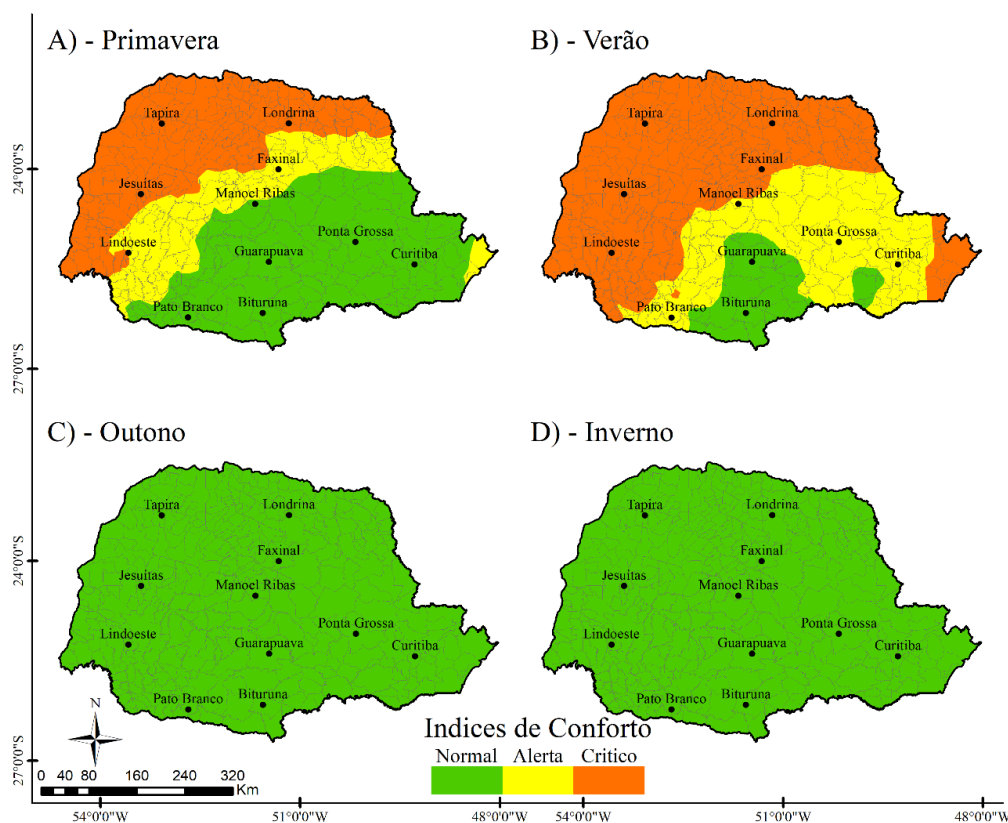 A) - Primavera
Tapira
Londrina
Faxinal
Jesuítas
Manoel Ribas
Lindoeste
Ponta Grossa
Guarapuava
Curitiba
Pato Branco
Bituruna
B) - Verão
Tapira
Londrina
Faxinal
Jesuítas
Manoel Ribas
Lindoeste
Ponta Grossa
Guarapuava
Curitiba
Pato Branco
Bituruna
24°0'0"S
27°0'0"S
C) - Outono
Tapira
Londrina
Faxinal
Jesuítas
Manoel Ribas
Lindoeste
Ponta Grossa
Guarapuava
Curitiba
Pato Branco
Bituruna
D) - Inverno
Tapira
Londrina
Faxinal
Jesuítas
Manoel Ribas
Lindoeste
Ponta Grossa
Guarapuava
Curitiba
Pato Branco
Bituruna
24°0'0"S
27°0'0"S
N
0 40 80 160 240 320
Km
Indices de Conforto
Normal Alerta Critico
54°0'0"W 51°0'0"W 48°0'0"W 54°0'0"W 51°0'0"W 48°0'0"W